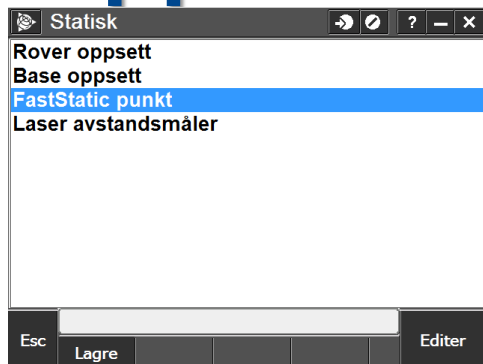 Statisk
?
Rover oppsett
Base oppsett
FastStatic punkt
Laser avstandsmåler
Esc
Lagre
Editer